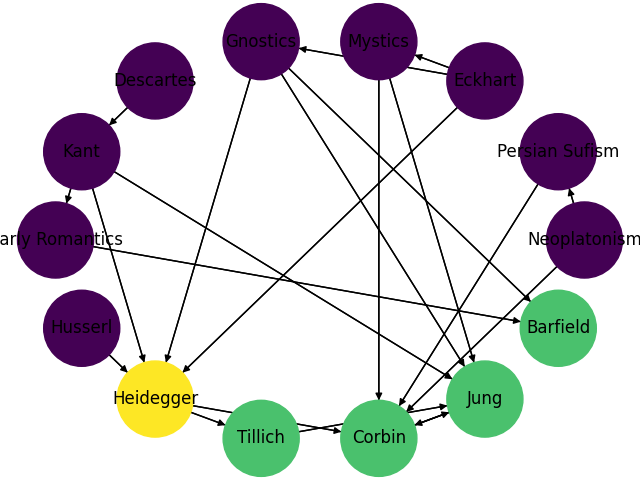 Gnostics
Mystics
Descartes
Eckhart
Kant
Persian Sufism
arly Romantics
Neoplatonism
Husserl
Barfield
Heidegger
Jung
Tillich
Corbin